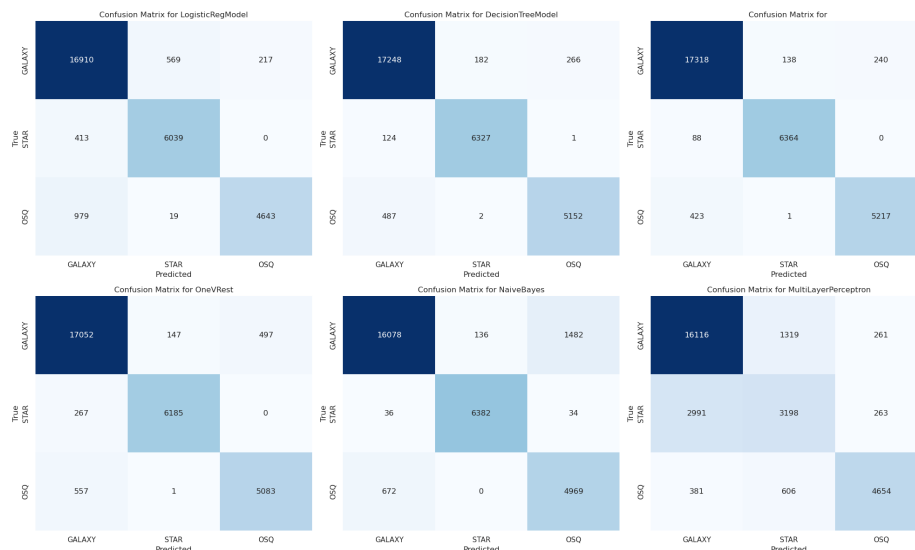 Confusion Matrix for LogisticRegModel
GALAXY 16910 569 217
True STAR 413 6039 0
OSQ 979 19 4643
GALAXY STAR OSQ
Predicted
Confusion Matrix for DecisionTreeModel
GALAXY 17248 182 266
True STAR 124 6327 1
OSQ 487 2 5152
GALAXY STAR OSQ
Predicted
Confusion Matrix for
GALAXY 17318 138 240
True STAR 88 6364 0
OSQ 423 1 5217
GALAXY STAR OSQ
Predicted
Confusion Matrix for OneVRest
GALAXY 17052 147 497
True STAR 267 6185 0
OSQ 557 1 5083
GALAXY STAR OSQ
Predicted
Confusion Matrix for NaiveBayes
GALAXY 16078 136 1482
True STAR 36 6382 34
OSQ 672 0 4969
GALAXY STAR OSQ
Predicted
Confusion Matrix for MultiLayerPerceptron
GALAXY 16116 1319 261
True STAR 2991 3198 263
OSQ 381 606 4654
GALAXY STAR OSQ
Predicted